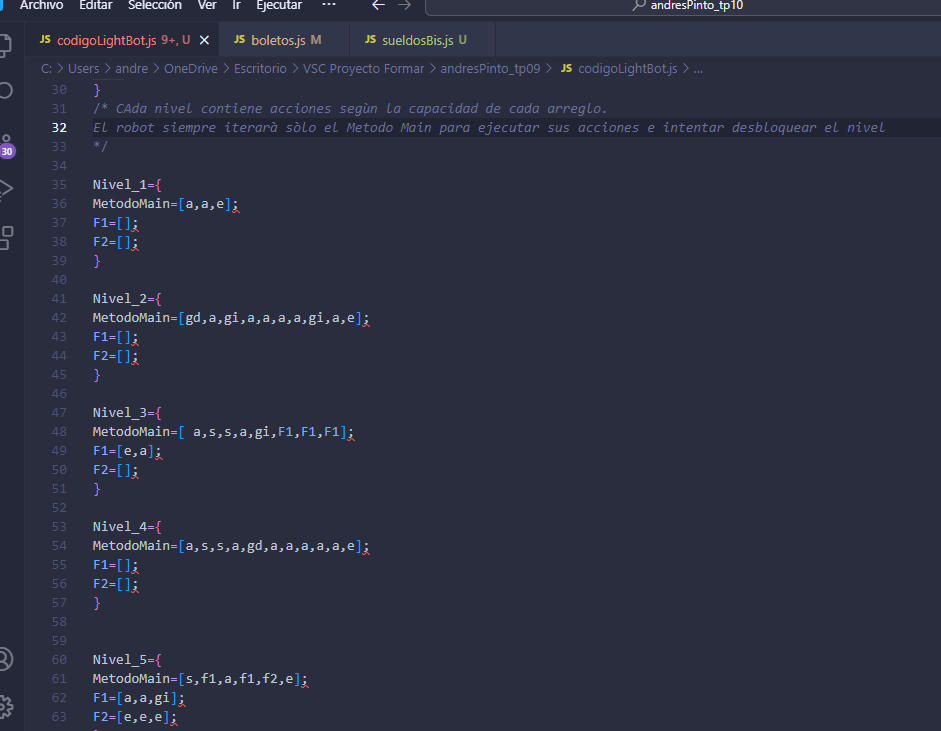 Archivo Editar Selección Ver Ir Ejecutar ··· ← → andresPinto_tp10
JS codigoLightBot.js 9+, U × JS boletos.js M JS sueldosBis.js U
C: > Users > andre > OneDrive > Escritorio > VSC Proyecto Formar > andresPinto_tp09 > JS codigoLightBot.js > ...
30 }
31 /* CAda nivel contiene acciones segùn la capacidad de cada arreglo.
32 El robot siempre iterarà sòlo el Metodo Main para ejecutar sus acciones e intentar desbloquear el nivel
33 */
30
34
35 Nivel_1={
36 MetodoMain=[a,a,e];
37 F1=[];
38 F2=[];
39 }
40
41 Nivel_2={
42 MetodoMain=[gd,a,gi,a,a,a,a,gi,a,e];
43 F1=[];
44 F2=[];
45 }
46
47 Nivel_3={
48 MetodoMain=[ a,s,s,a,gi,F1,F1,F1];
49 F1=[e,a];
50 F2=[];
51 }
52
53 Nivel_4={
54 MetodoMain=[a,s,s,a,gd,a,a,a,a,a,e];
55 F1=[];
56 F2=[];
57 }
58
59
60 Nivel_5={
61 MetodoMain=[s,f1,a,f1,f2,e];
62 F1=[a,a,gi];
63 F2=[e,e,e];